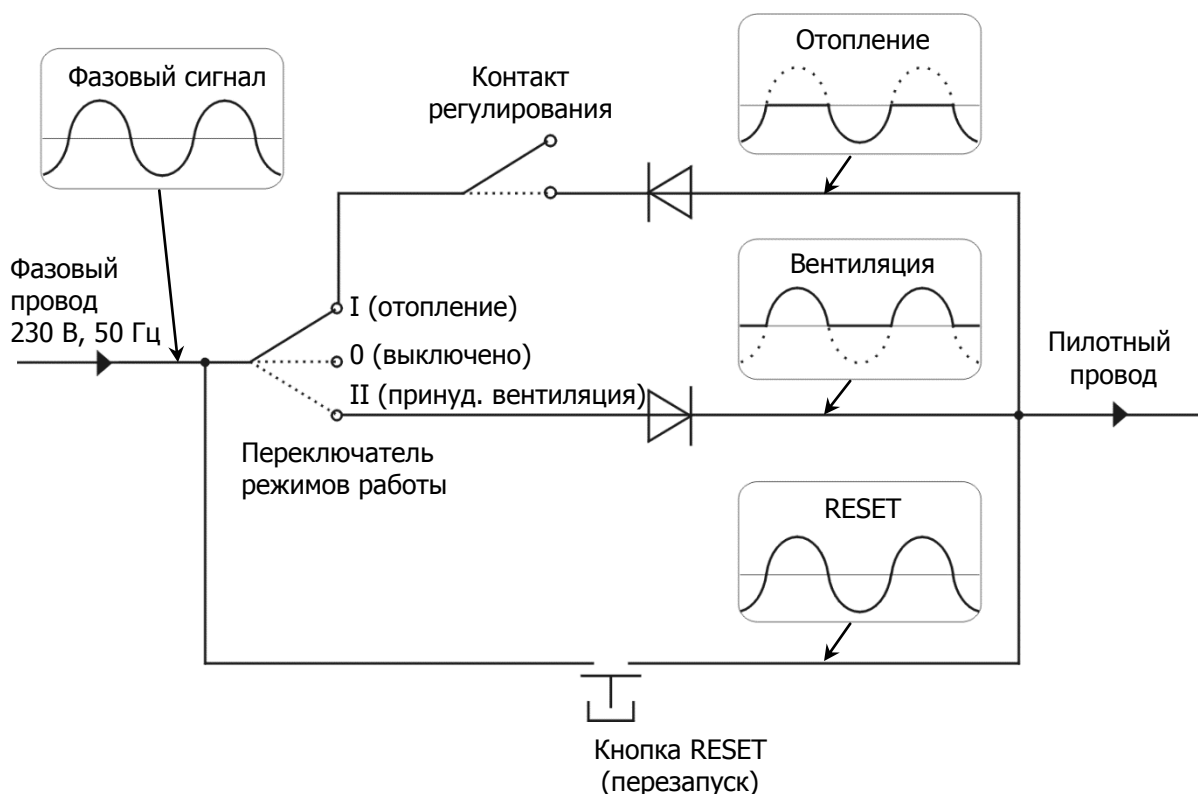 Фазовый сигнал
Контакт
регулирования
Отопление
Фазовый
провод
230 В, 50 Гц
I (отопление)
0 (выключено)
II (принуд. вентиляция)
Переключатель
режимов работы
Вентиляция
Пилотный
провод
RESET
Кнопка RESET
(перезапуск)